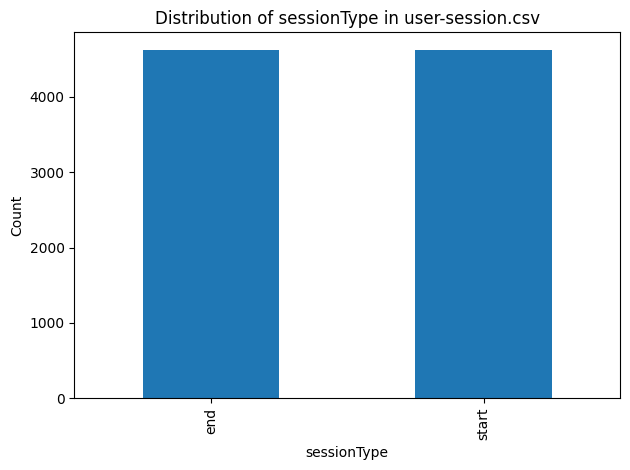 Distribution of sessionType in user-session.csv
4000
3000
2000
1000
0
Count
end
start
sessionType